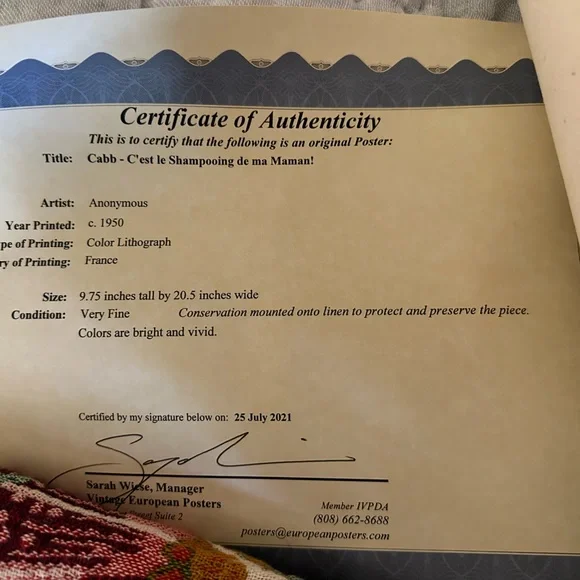 Certificate of Authenticity
This is to certify that the following is an original Poster:
Title: Cabb - C'est le Shampooing de ma Maman!
Artist: Anonymous
Year Printed: c. 1950
pe of Printing: Color Lithograph
ry of Printing: France
Size: 9.75 inches tall by 20.5 inches wide
Condition: Very Fine Conservation mounted onto linen to protect and preserve the piece.
Colors are bright and vivid.
Certified by my signature below on: 25 July 2021
Sarah Wiese, Manager
Vintage European Posters
Member IVPDA
Suite 2
(808) 662-8688
posters@europeanposters.com